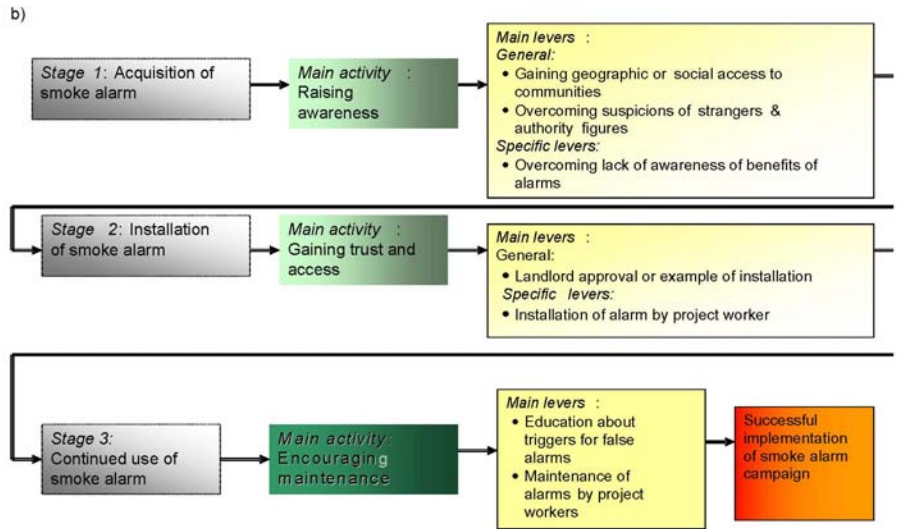 b)
Stage 1: Acquisition of
smoke alarm
Main activity :
Raising
awareness
Main levers :
General:
• Gaining geographic or social access to
communities
• Overcoming suspicions of strangers &
authority figures
Specific levers:
• Overcoming lack of awareness of benefits of
alarms
Stage 2: Installation
of smoke alarm
Main activity :
Gaining trust and
access
Main levers :
General:
• Landlord approval or example of installation
Specific levers:
• Installation of alarm by project worker
Stage 3:
Continued use of
smoke alarm
Main activity:
Encouraging
maintenance
Main levers :
• Education about
triggers for false
alarms
• Maintenance of
alarms by project
workers
Successful
implementation
of smoke alarm
campaign